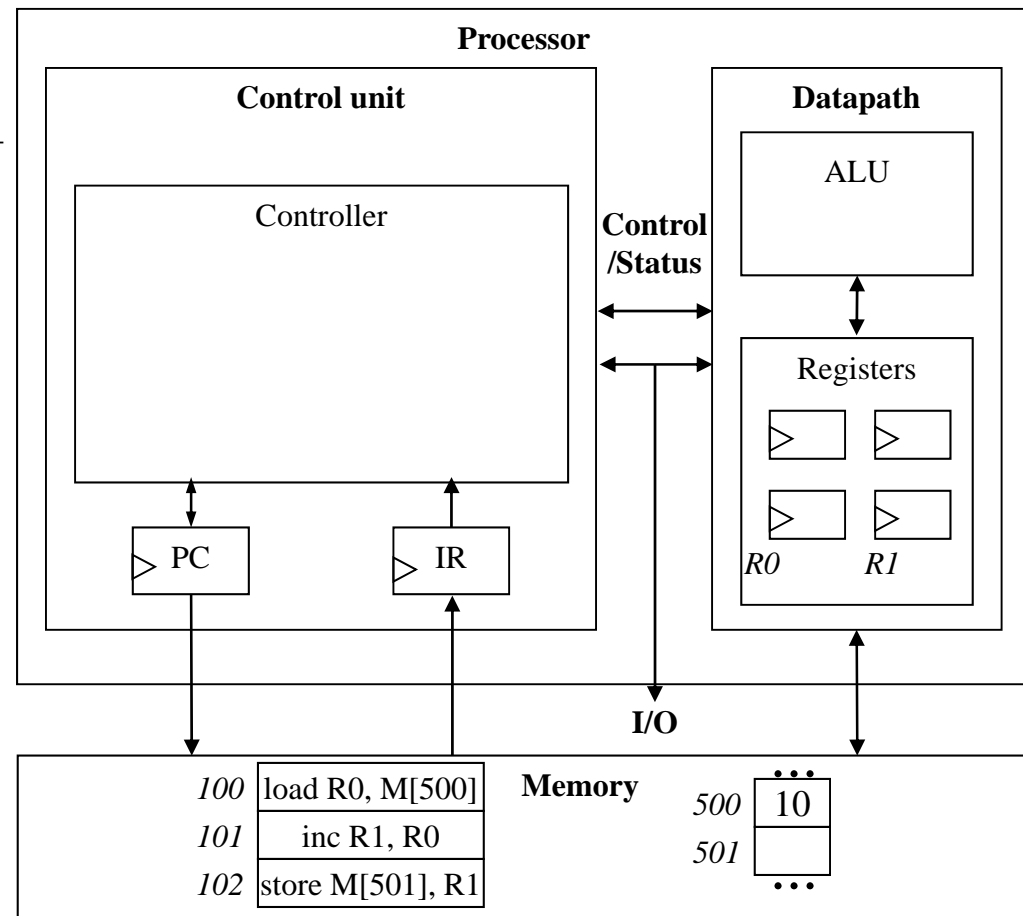 Processor
Control unit
Datapath
ALU
Controller
Control
/Status
Registers
R0
R1
PC
IR
I/O
Memory
100 load R0, M[500]
101 inc R1, R0
102 store M[501], R1
500 10
501